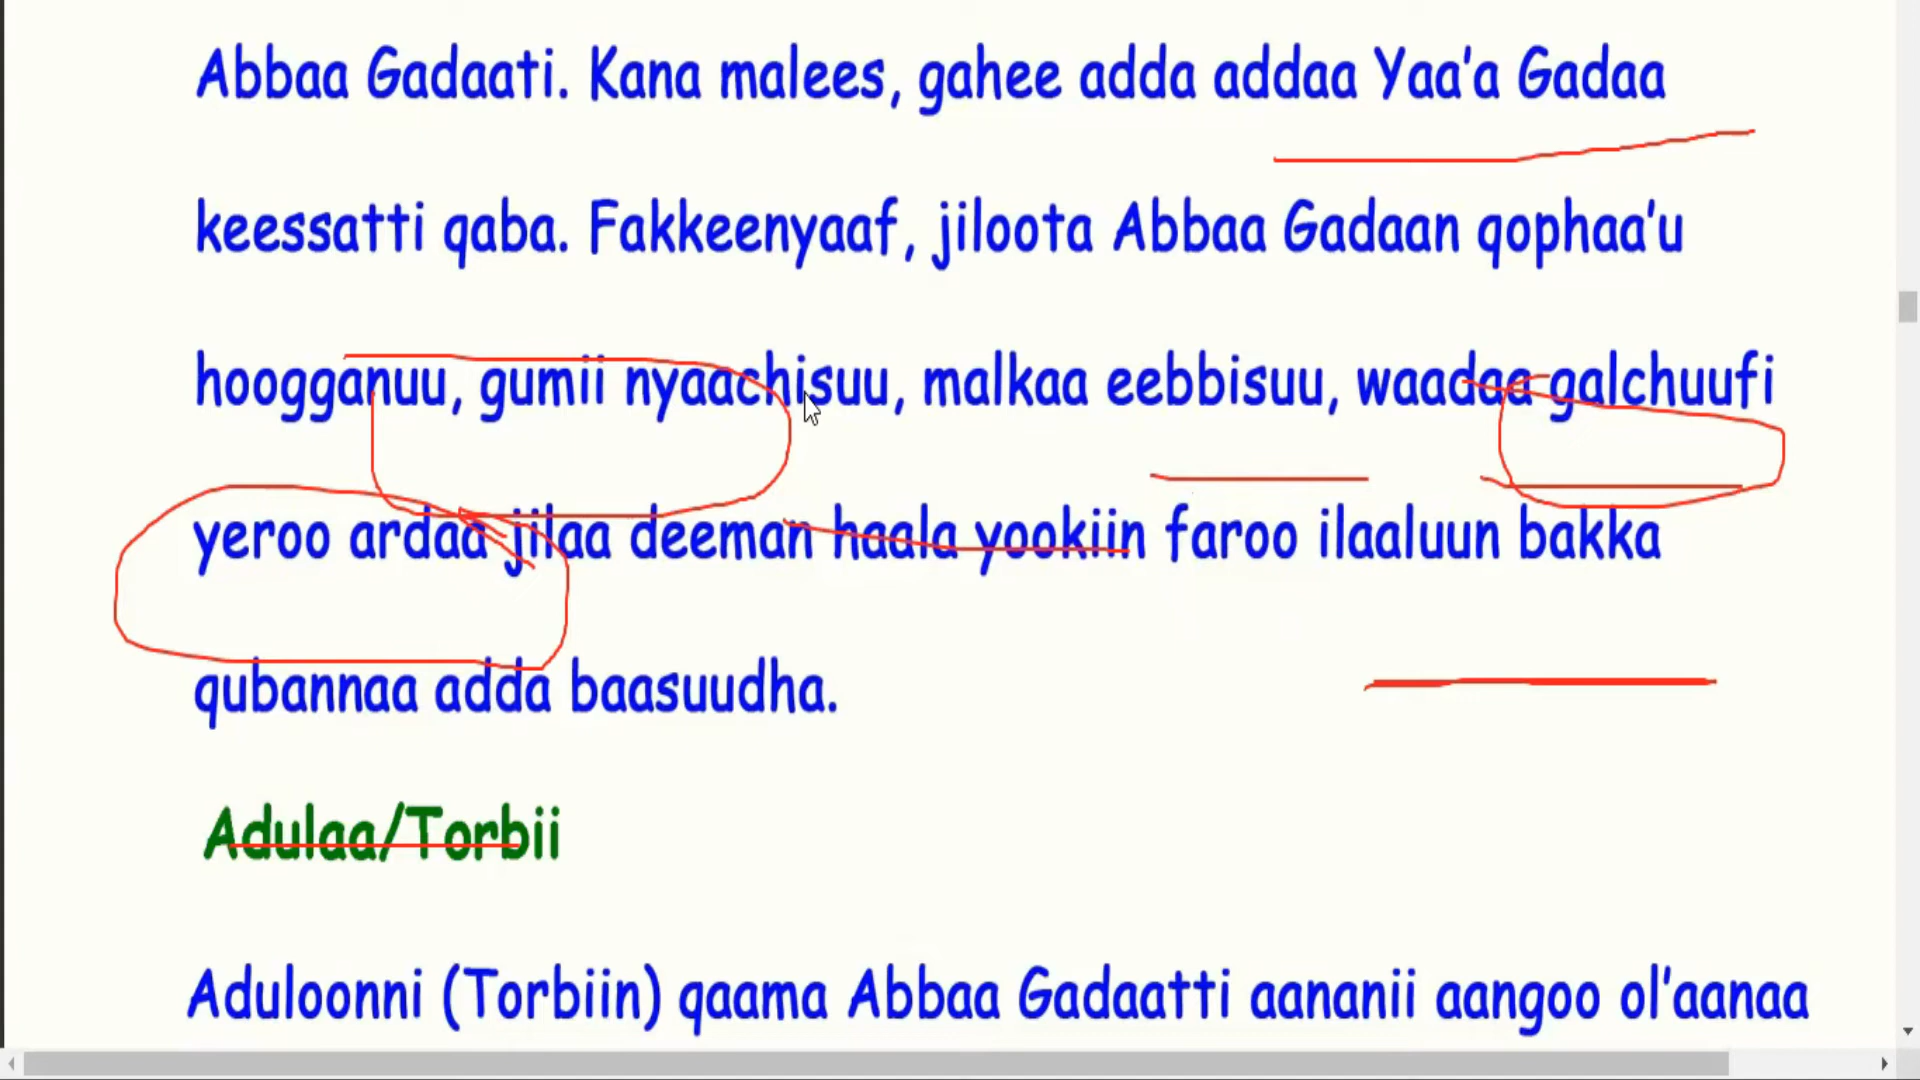 Abbaa Gadaati. Kana malees, gahee adda addaa Yaa'a Gadaa
keessatti qaba. Fakkeenyaaf, jiloota Abbaa Gadaan qophaa'u
hoogganuu, gumii nyaachisuu, malkaa eebbisuu, waadaa galchuufi
yeroo ardaa jilaa deeman haala yookiin faroo ilaaluun bakka
qubannaa adda baasuudha.
Adulaa/Torbii
Aduloonni (Torbiin) qaama Abbaa Gadaatti aananii aangoo ol'aanaa